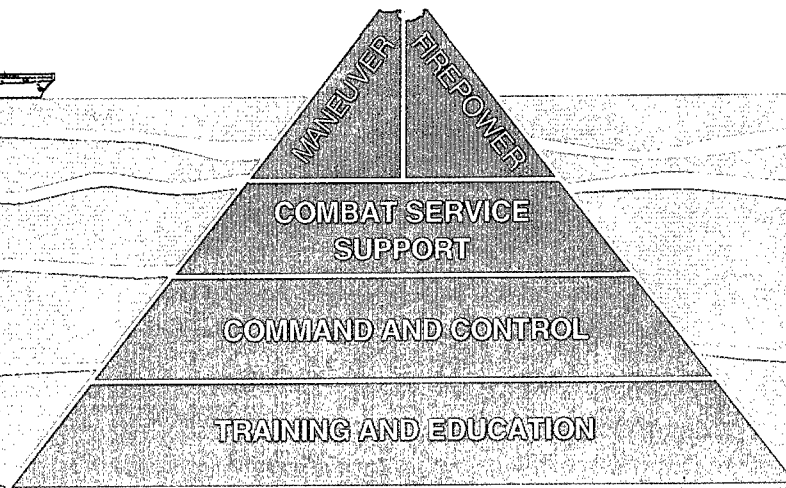 MANEUVER
FIREPOWER
COMBAT SERVICE
SUPPORT
COMMAND AND CONTROL
TRAINING AND EDUCATION